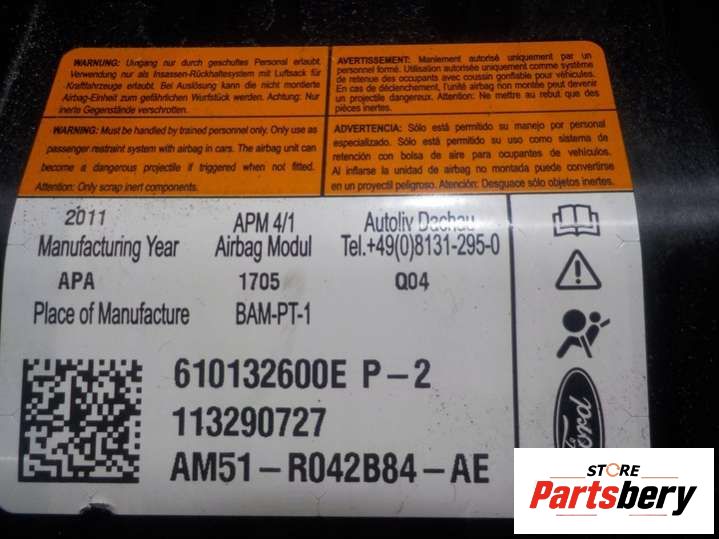 WARNUNG: Umgang nur durch geschultes Personal erlaubt.
Verwendung nur als Insassen-Rückhaltesystem mit Luftsack für
Kraftfahrzeuge erlaubt. Bei Auslösung kann die nicht montierte
Airbag-Einheit zum gefährlichen Wurfstück werden. Achtung: Nur
inerte Gegenstände verschrotten.
AVERTISSEMENT: Maniement autorisé uniquement par un
personnel formé. Utilisation autorisée uniquement comme système
de retenue des occupants avec coussin gonflable pour véhicules.
En cas de déclenchement, l'unité airbag non montée peut devenir
un projectile dangereux. Attention: Ne mettre au rebut que des
pièces inertes.
WARNING: Must be handled by trained personnel only. Only use as
passenger restraint system with airbag in cars. The airbag unit can
become a dangerous projectile if triggered when not fitted.
Attention: Only scrap inert components.
ADVERTENCIA: Sólo está permitido su manejo por personal
especializado. Sólo está permitido su uso como sistema de
retención con bolsa de aire para ocupantes de vehículos.
Al inflarse la unidad de airbag no montada puede convertirse
en un proyectil peligroso. Atención: Desguace sólo objetos inertes.
2011 APM 4/1 Autoliv Dachau
Manufacturing Year Airbag Modul Tel.+49(0)8131-295-0
APA 1705 Q04
Place of Manufacture BAM-PT-1
610132600E P-2
113290727
AM51-R042B84-AE
Ford
STORE
Partsbery